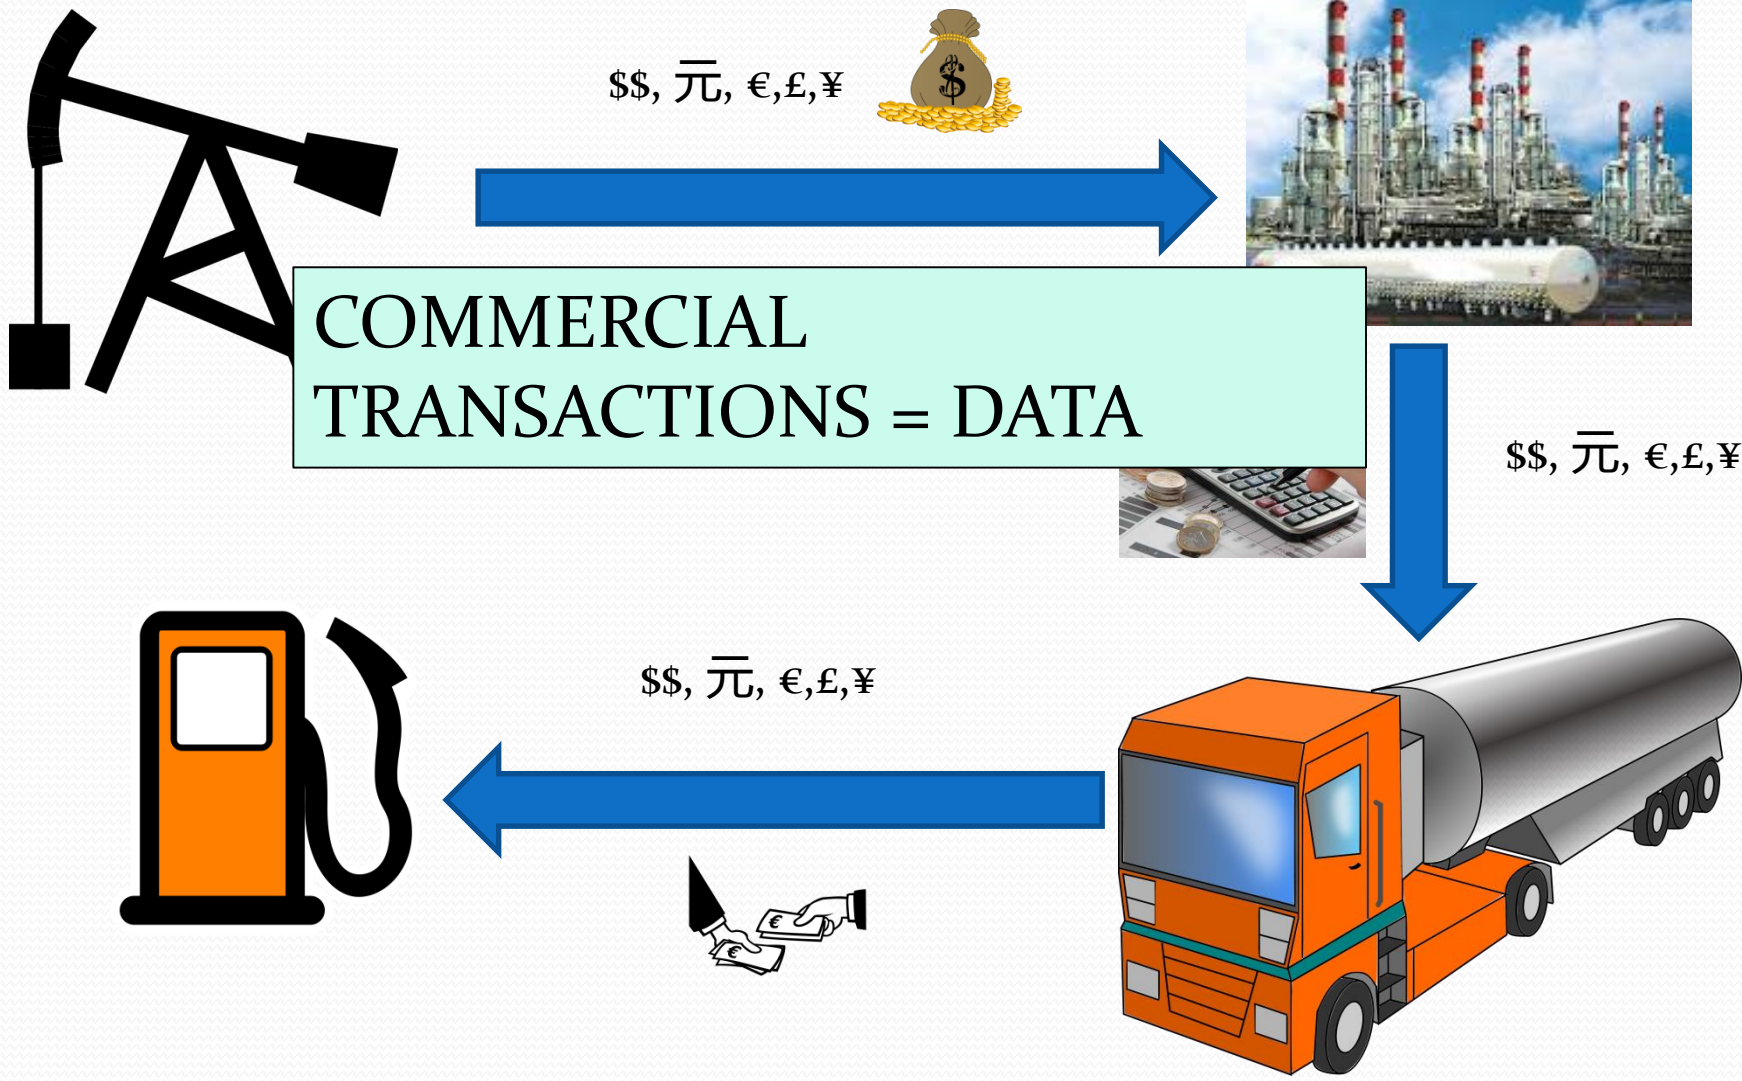 $$, 元, €,£,¥
$
COMMERCIAL
TRANSACTIONS = DATA
$$, 元, €,£,¥
$$, 元, €,£,¥
€
€